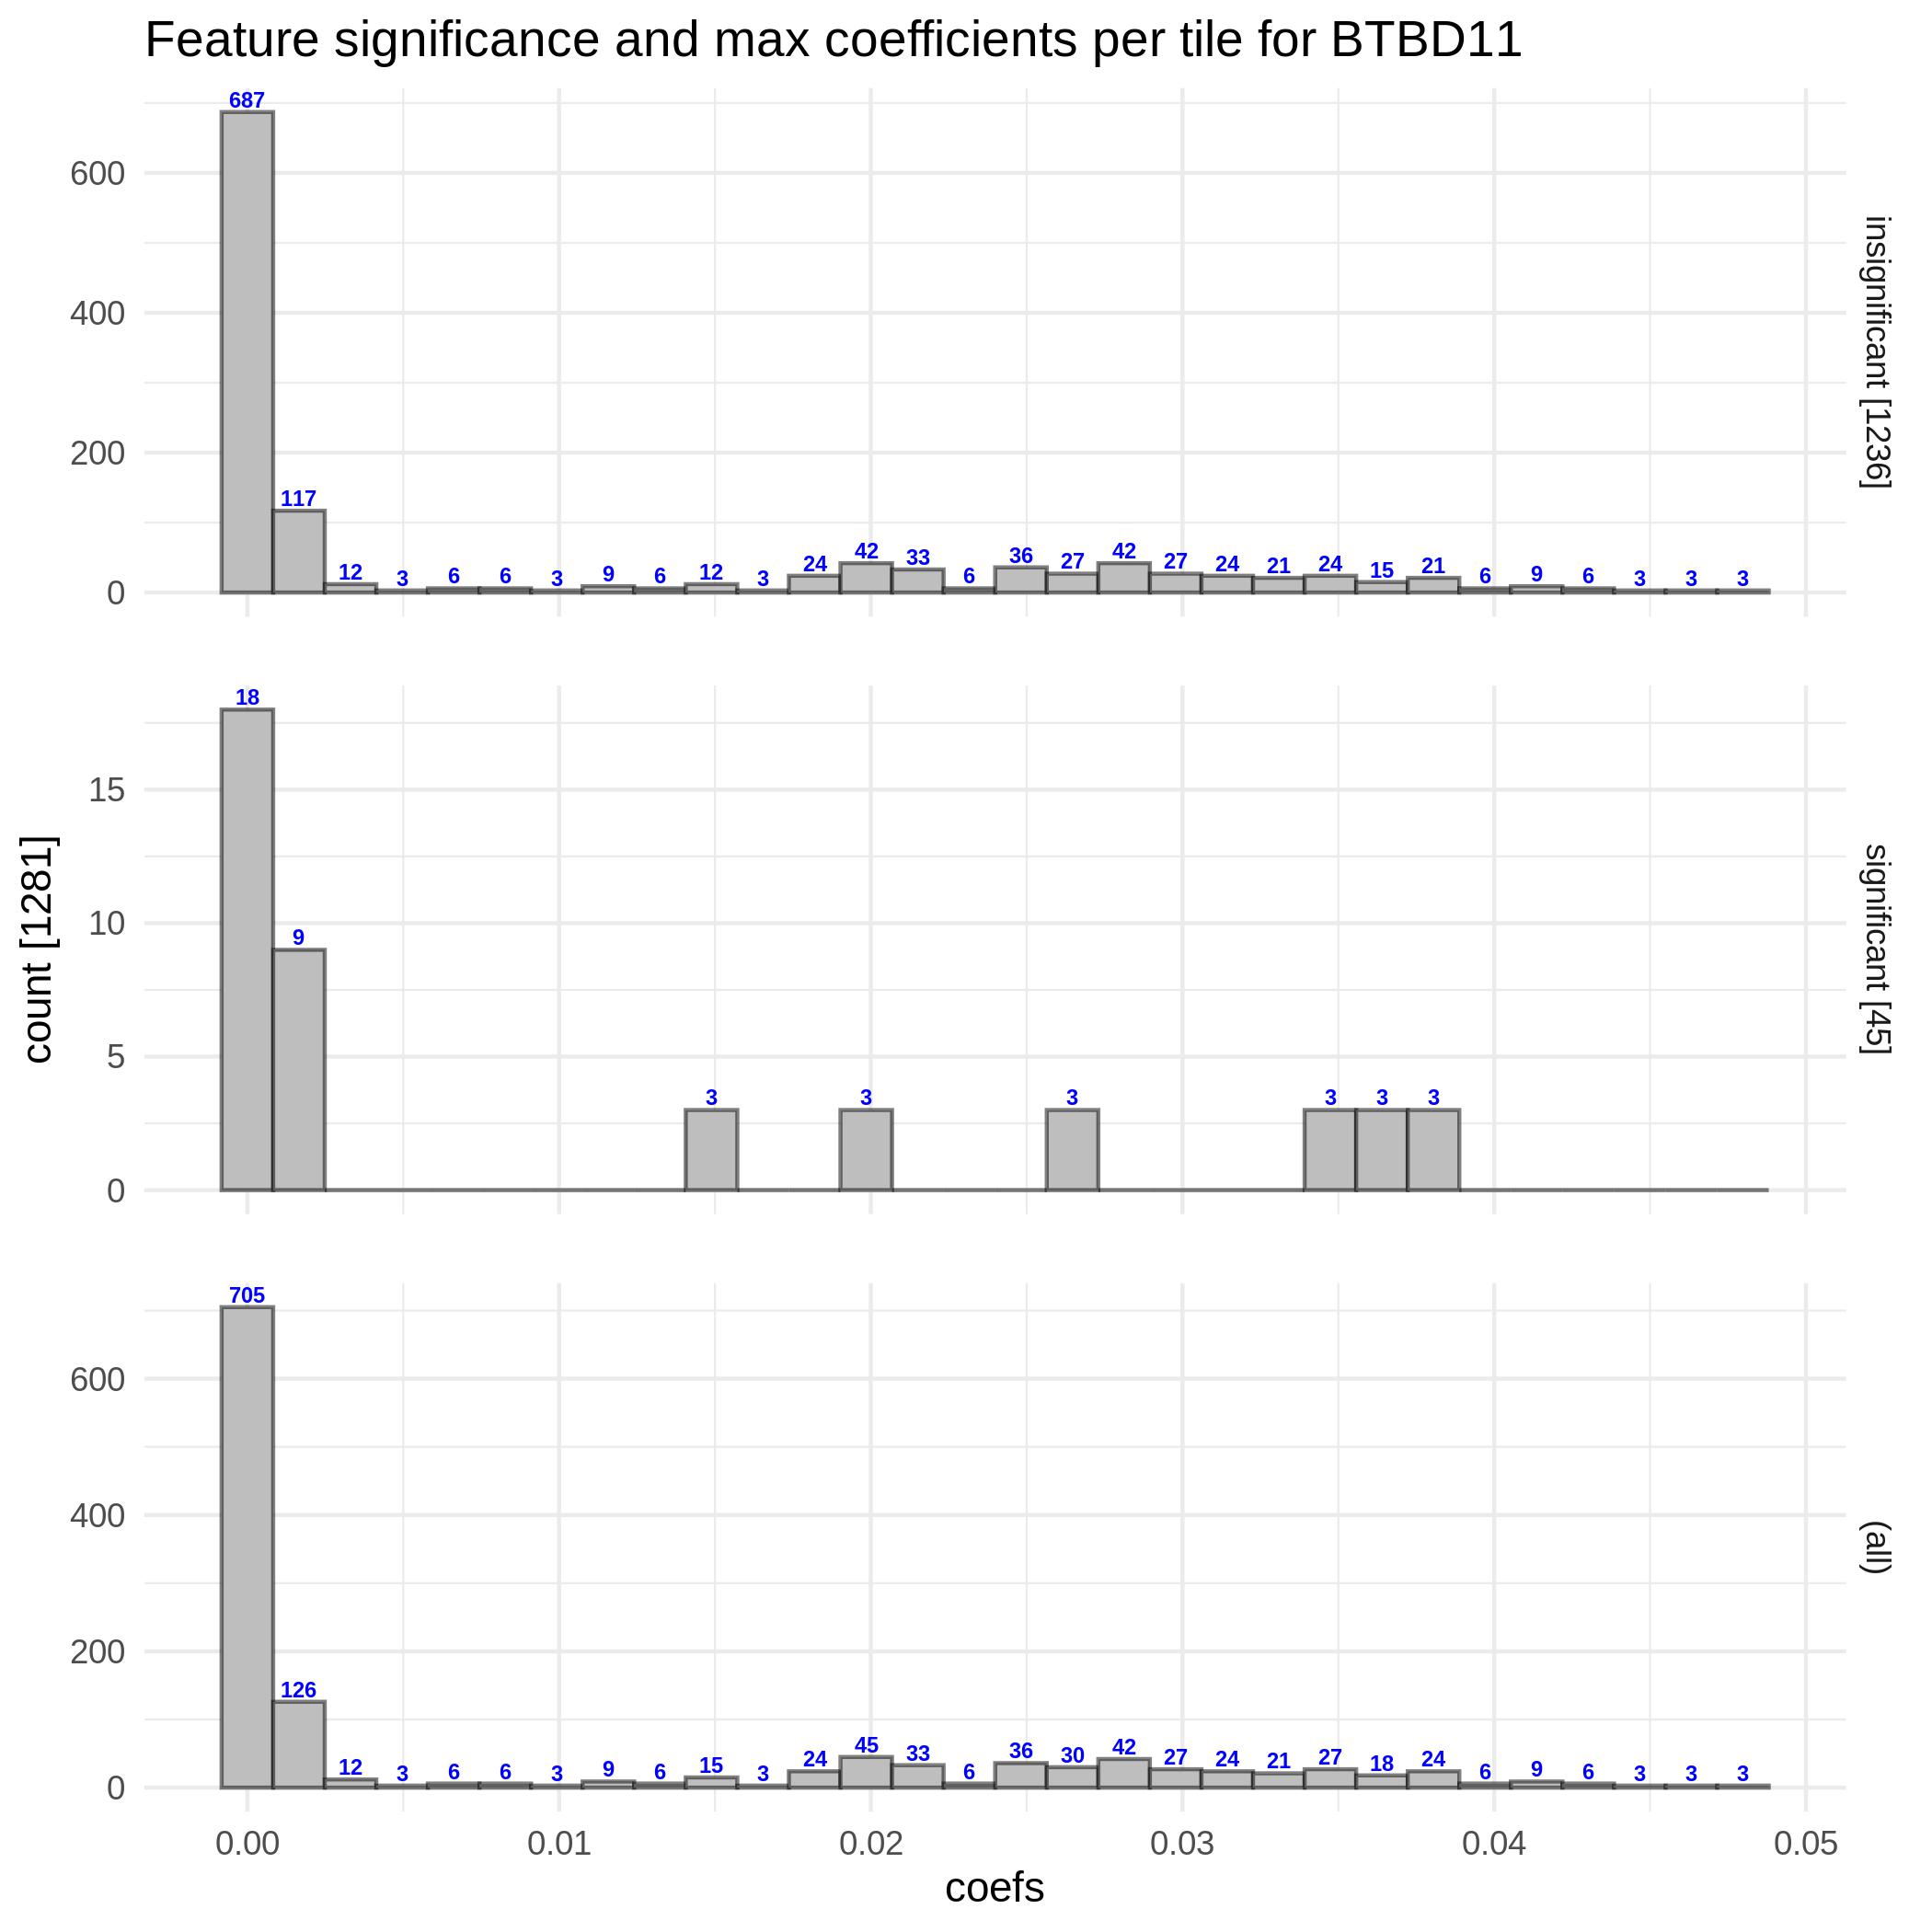 Feature significance and max coefficients per tile for BTBD11
687
600
400
200
0
117 12 3 6 6 3 9 6 12 3 24 42 33 6 36 27 42 27 24 21 24 15 21 6 9 6 3 3 3
insignificant [1236]
count [1281]
18
15
10
5
0
9 3 3 3 3 3 3
significant [45]
705
600
400
200
0
126 12 3 6 6 3 9 6 15 3 24 45 33 6 36 30 42 27 24 21 27 18 24 6 9 6 3 3 3
(all)
0.00 0.01 0.02 0.03 0.04 0.05
coefs